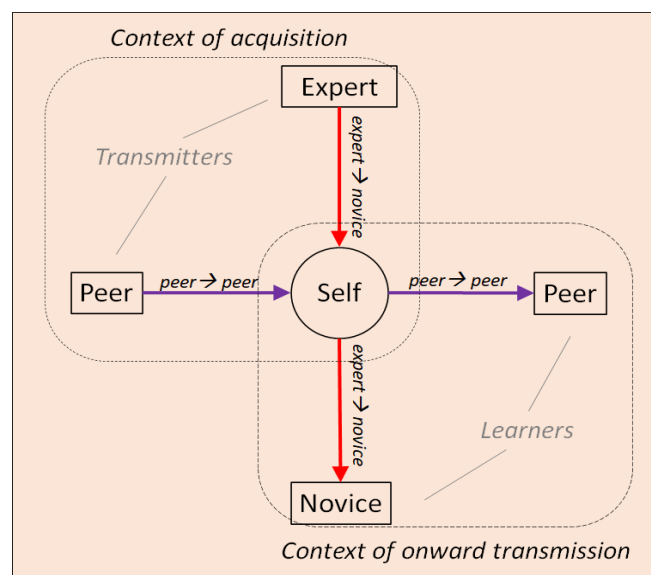 Context of acquisition
Expert
Transmitters
expert → novice
Peer
peer → peer
Self
peer → peer
Peer
expert → novice
Learners
Novice
Context of onward transmission